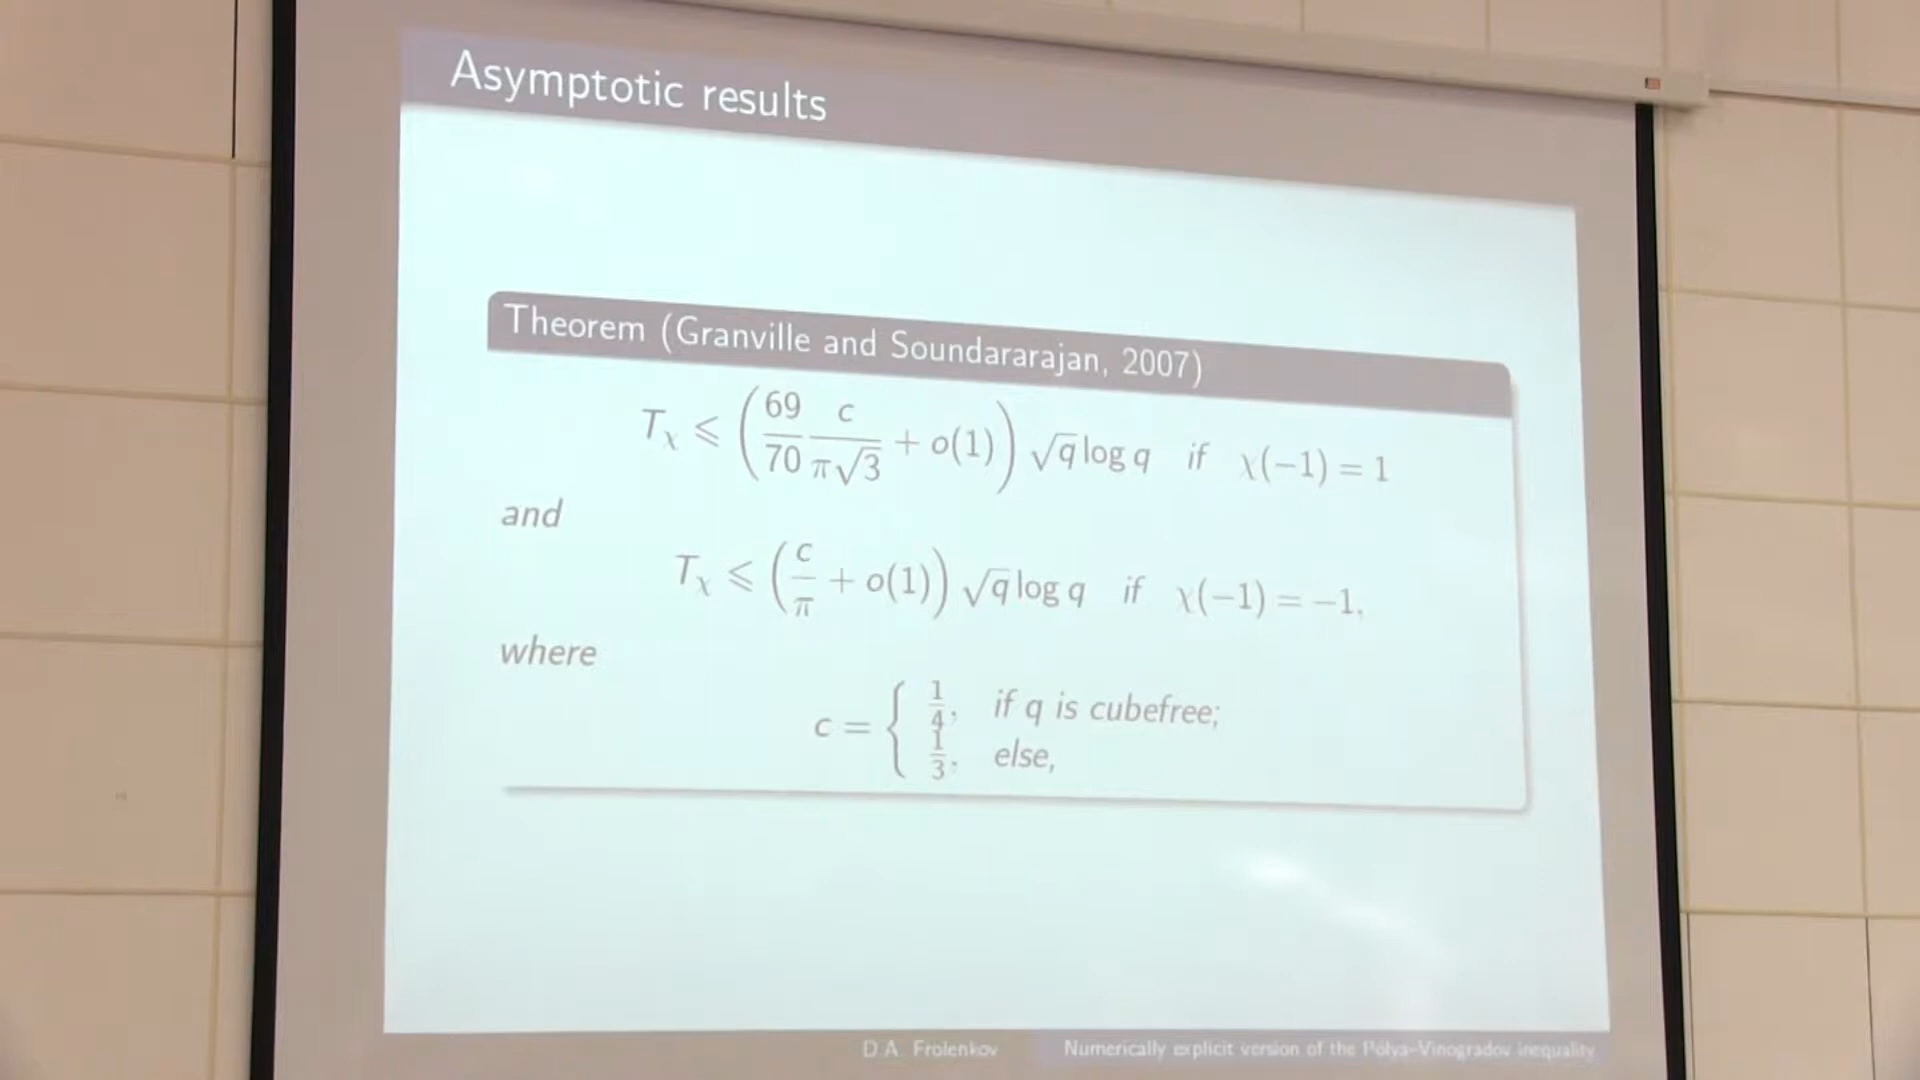 Asymptotic results
Theorem (Granville and Soundararajan, 2007)
T_χ ⩽ (69/70 c/(π√3) + o(1)) √q log q if χ(−1) = 1
and
T_χ ⩽ (c/π + o(1)) √q log q if χ(−1) = −1,
where
c = { 1/4, if q is cubefree;
1/3, else,
D.A. Frolenkov Numerically explicit version of the Pólya–Vinogradov inequality